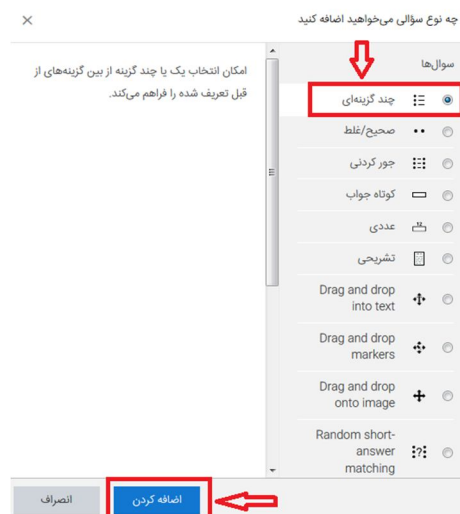 چه نوع سؤالی می‌خواهید اضافه کنید
سوال‌ها
چند گزینه‌ای
صحیح/غلط
جور کردنی
کوتاه جواب
عددی
تشریحی
Drag and drop
into text
Drag and drop
markers
Drag and drop
onto image
Random short-
answer
matching
امکان انتخاب یک یا چند گزینه از بین گزینه‌های از
قبل تعریف شده را فراهم می‌کند.
اضافه کردن
انصراف